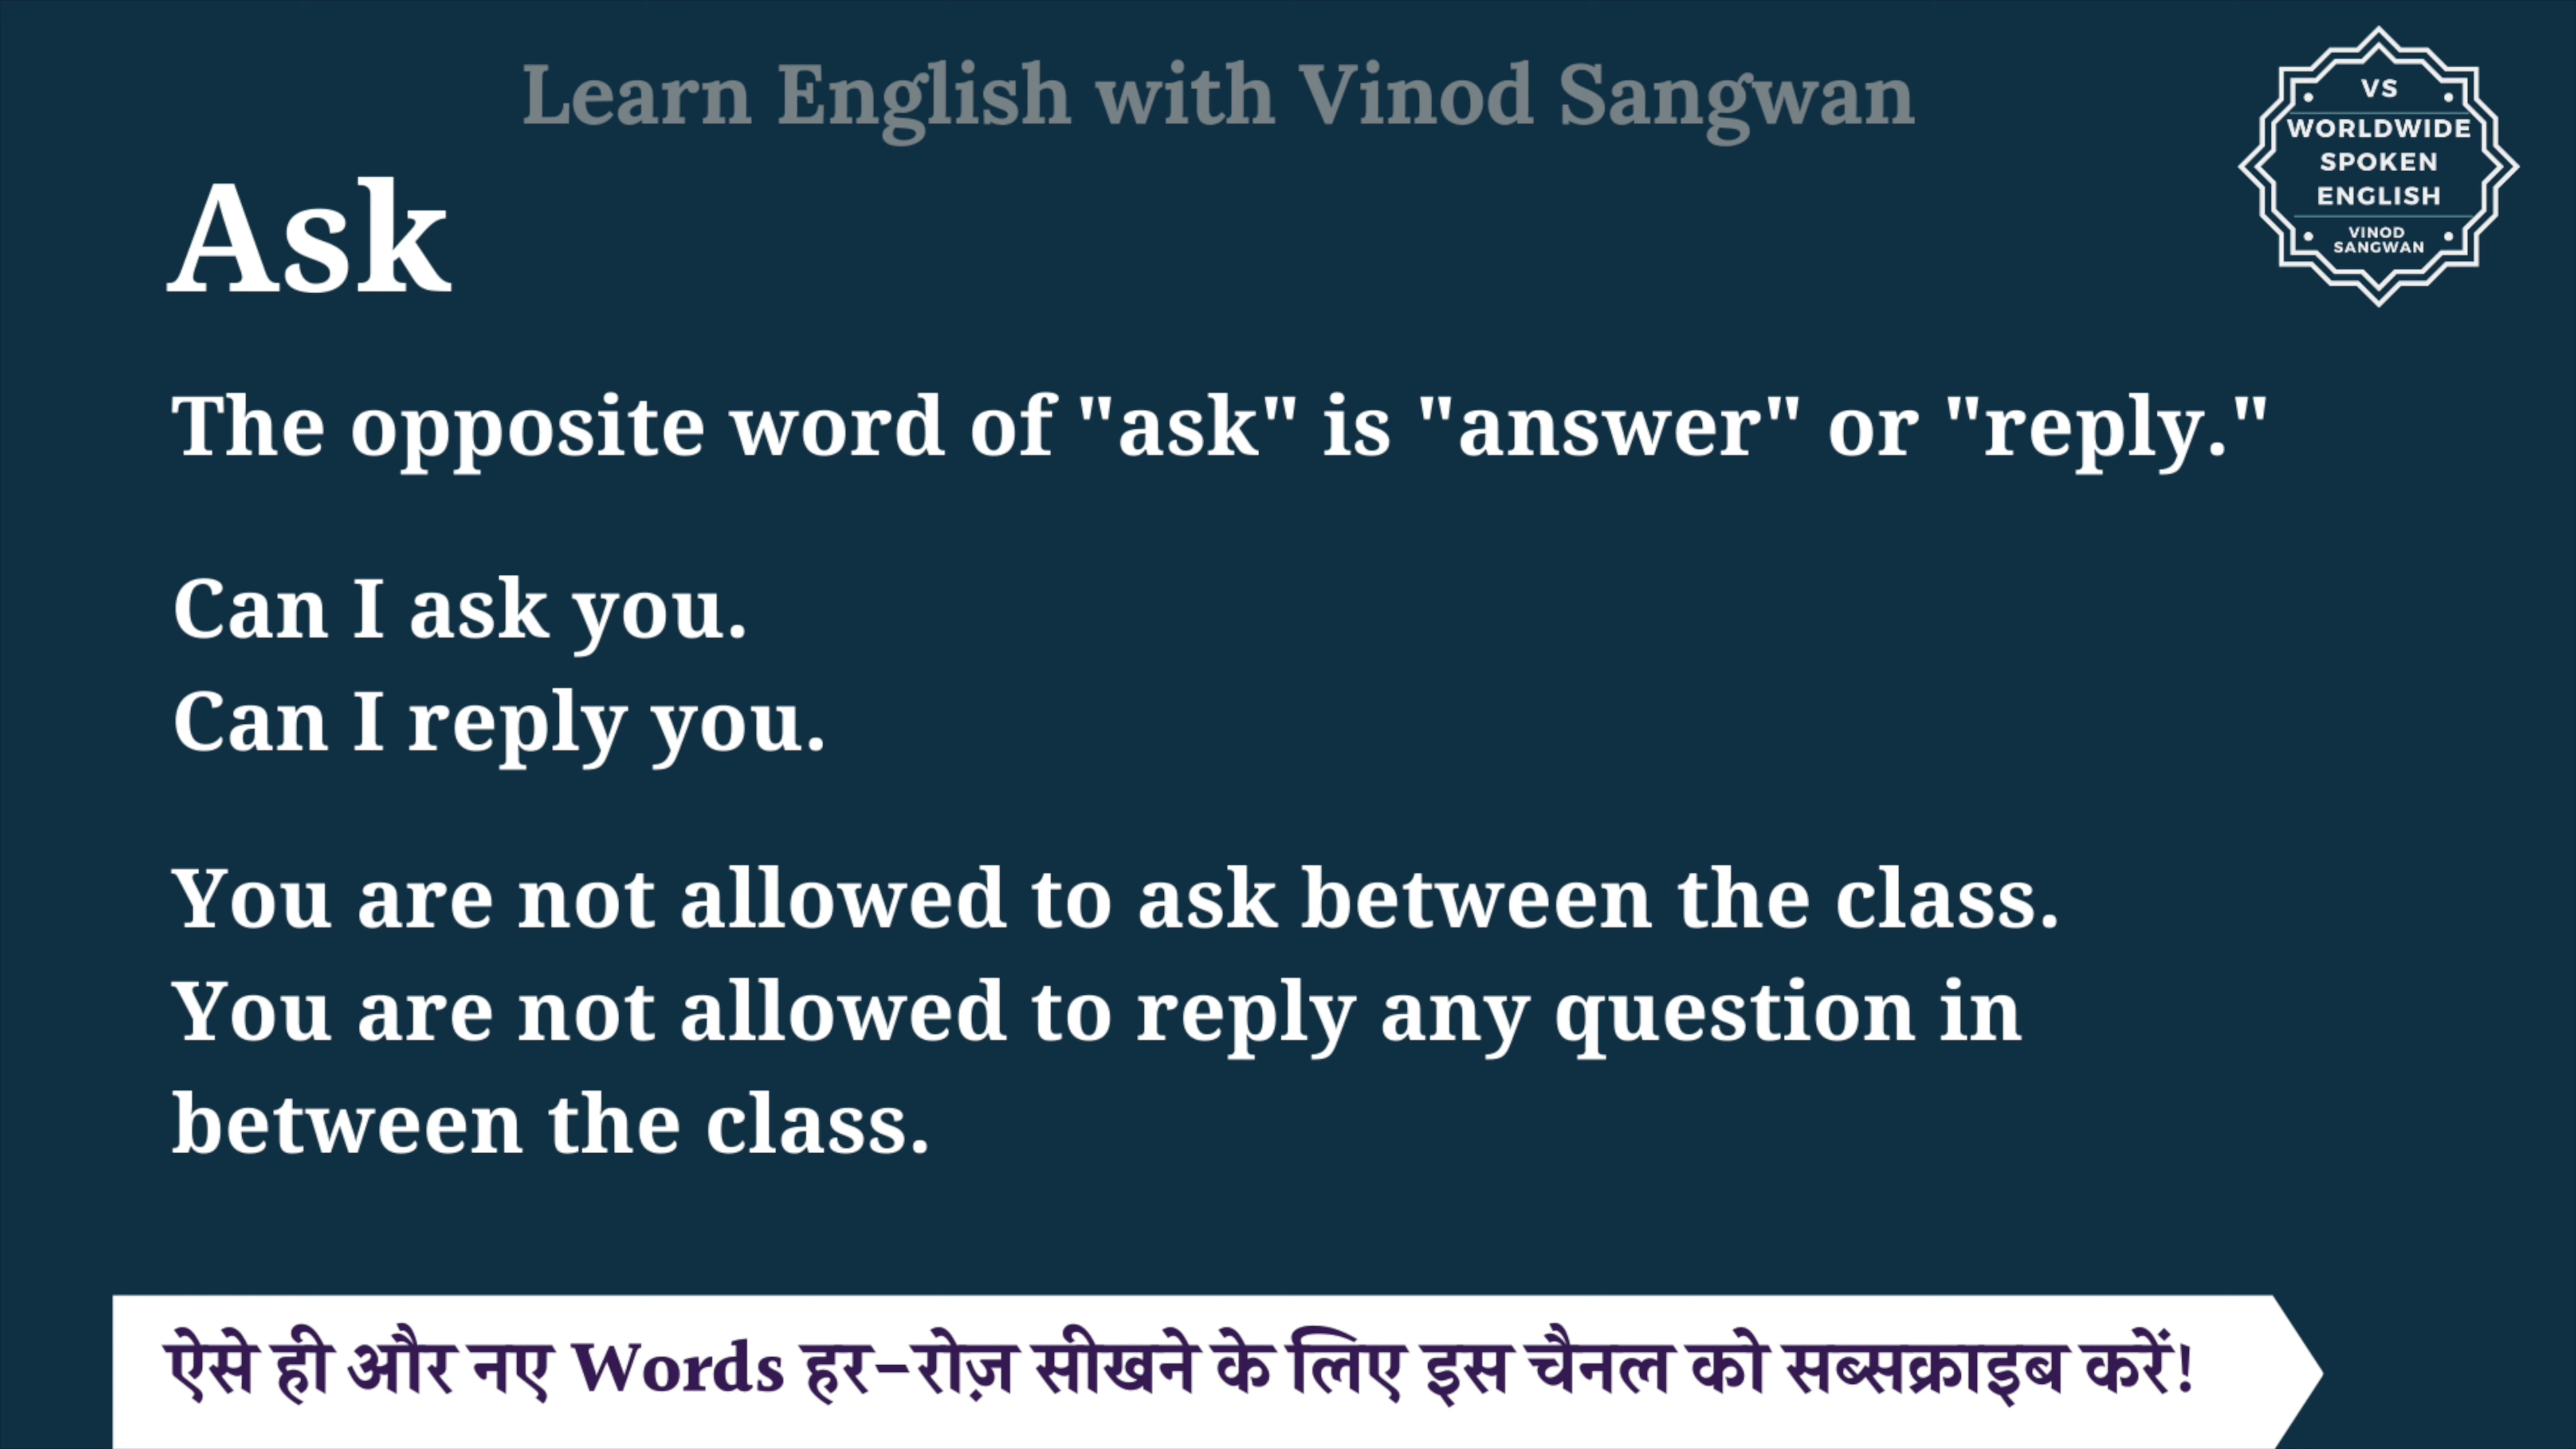 Learn English with Vinod Sangwan
VS
WORLDWIDE
SPOKEN
ENGLISH
VINOD
SANGWAN
Ask
The opposite word of "ask" is "answer" or "reply."
Can I ask you.
Can I reply you.
You are not allowed to ask between the class.
You are not allowed to reply any question in
between the class.
ऐसे ही और नए Words हर-रोज़ सीखने के लिए इस चैनल को सब्सक्राइब करें!